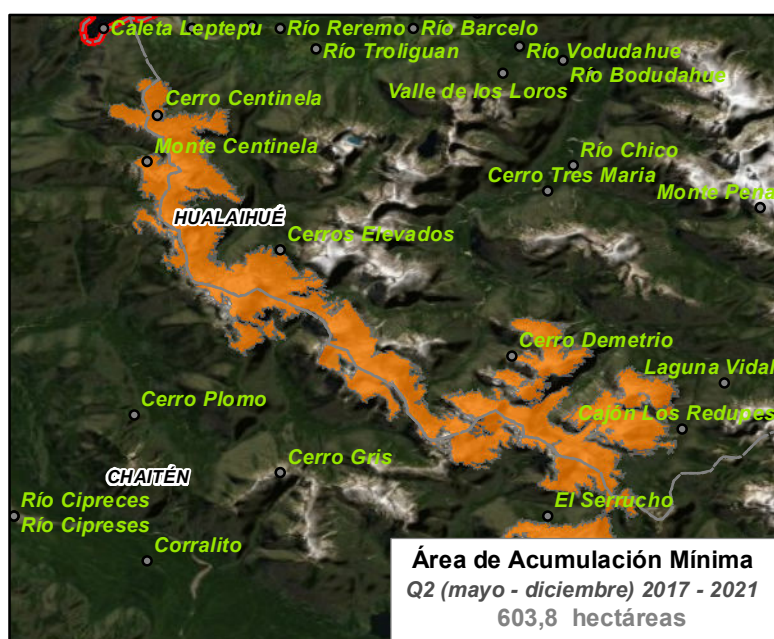 Caleta Leptepu
Río Reremo
Río Barcelo
Río Troliguan
Río Vodudahue
Río Bodudahue
Valle de los Loros
Cerro Centinela
Monte Centinela
Río Chico
Cerro Tres Maria
Monte Pena
HUALAIHUÉ
Cerros Elevados
Cerro Demetrio
Laguna Vidal
Cerro Plomo
Cajón Los Redupes
Cerro Gris
CHAITÉN
Río Cipreces
Río Cipreses
El Serrucho
Corralito
Área de Acumulación Mínima
Q2 (mayo - diciembre) 2017 - 2021
603,8 hectáreas